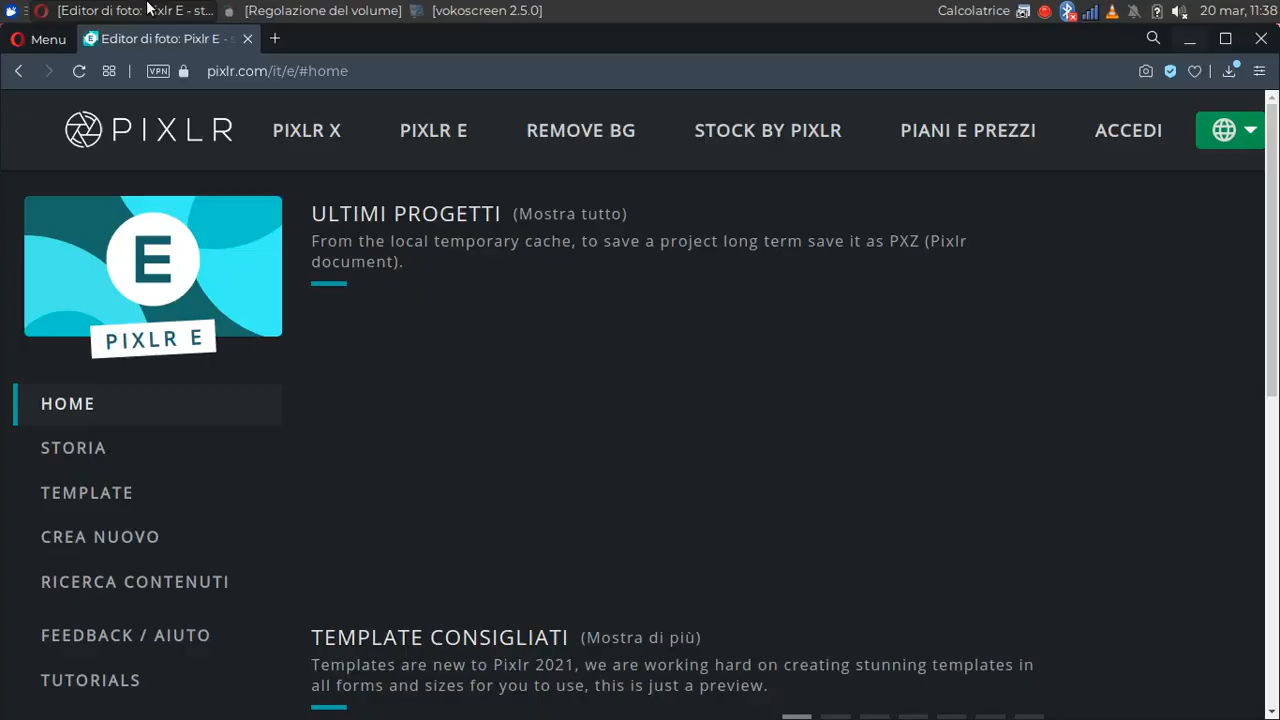 [Editor di foto: Pixlr E - st... [Regolazione del volume] [vokoscreen 2.5.0] Calcolatrice 20 mar, 11:38
Menu Editor di foto: Pixlr E -
VPN pixlr.com/it/e/#home
PIXLR PIXLR X PIXLR E REMOVE BG STOCK BY PIXLR PIANI E PREZZI ACCEDI
E
PIXLR E
HOME
STORIA
TEMPLATE
CREA NUOVO
RICERCA CONTENUTI
FEEDBACK / AIUTO
TUTORIALS
ULTIMI PROGETTI (Mostra tutto)
From the local temporary cache, to save a project long term save it as PXZ (Pixlr
document).
TEMPLATE CONSIGLIATI (Mostra di più)
Templates are new to Pixlr 2021, we are working hard on creating stunning templates in
all forms and sizes for you to use, this is just a preview.